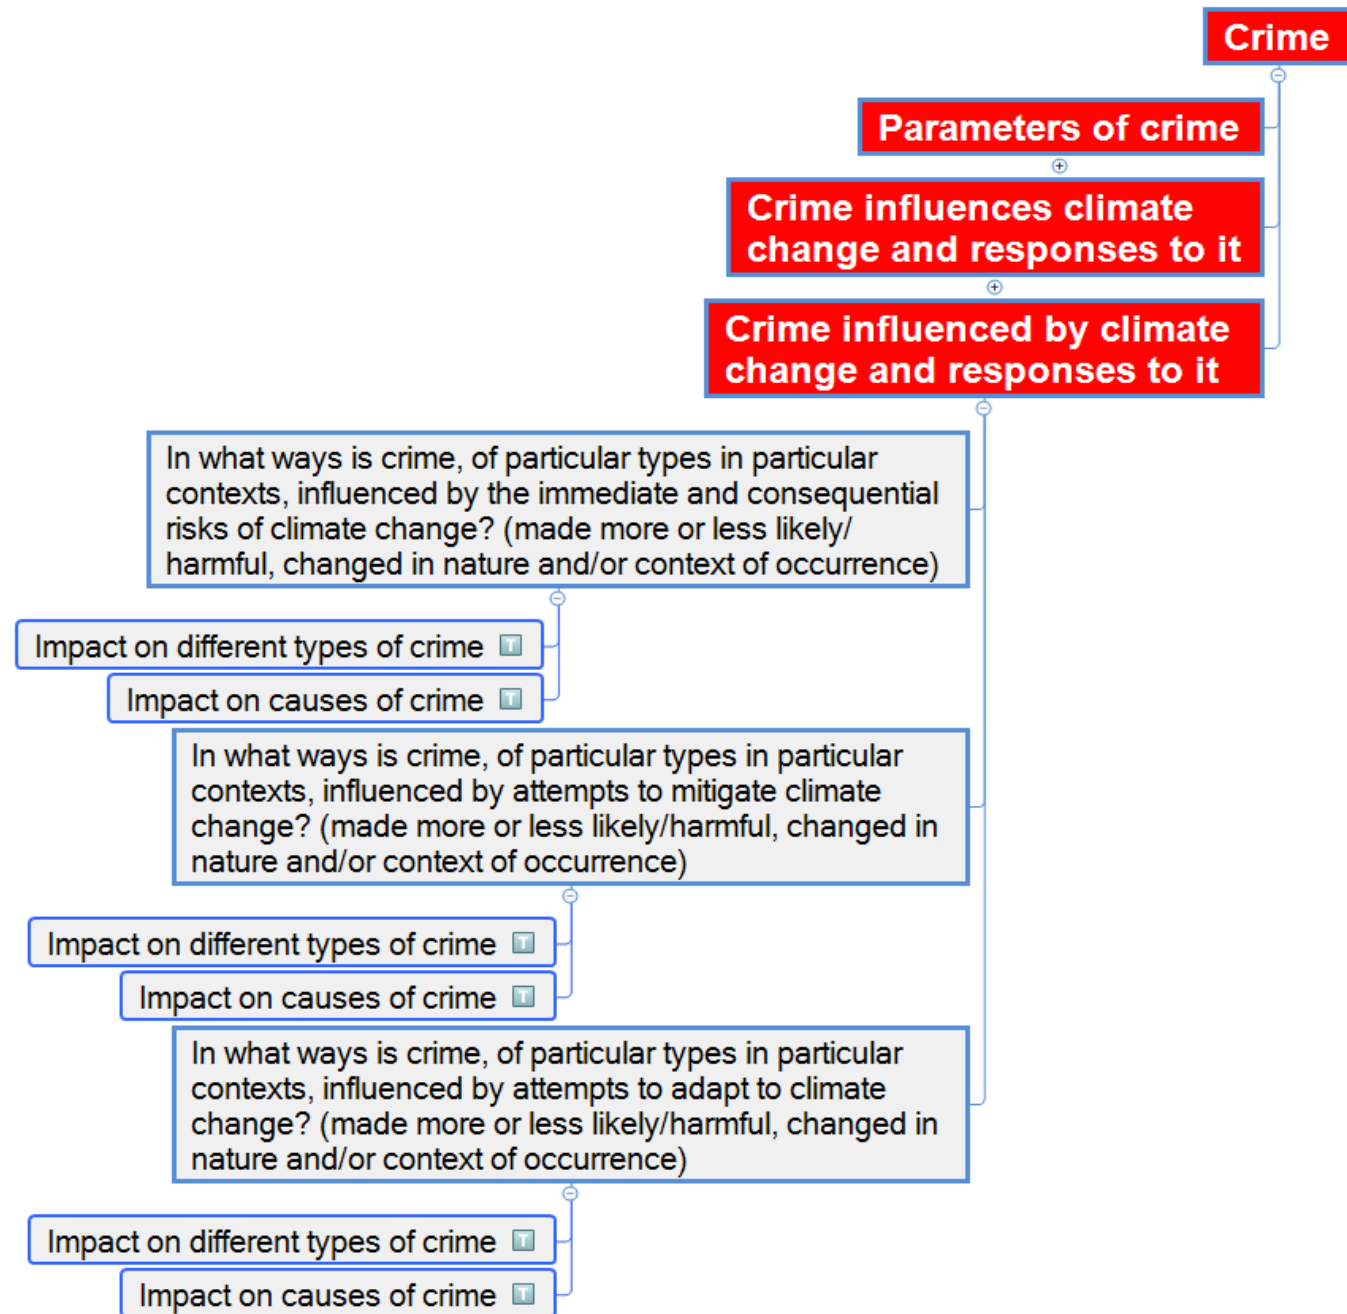 Crime
Parameters of crime
Crime influences climate
change and responses to it
Crime influenced by climate
change and responses to it
In what ways is crime, of particular types in particular
contexts, influenced by the immediate and consequential
risks of climate change? (made more or less likely/
harmful, changed in nature and/or context of occurrence)
Impact on different types of crime T
Impact on causes of crime T
In what ways is crime, of particular types in particular
contexts, influenced by attempts to mitigate climate
change? (made more or less likely/harmful, changed in
nature and/or context of occurrence)
Impact on different types of crime T
Impact on causes of crime T
In what ways is crime, of particular types in particular
contexts, influenced by attempts to adapt to climate
change? (made more or less likely/harmful, changed in
nature and/or context of occurrence)
Impact on different types of crime T
Impact on causes of crime T